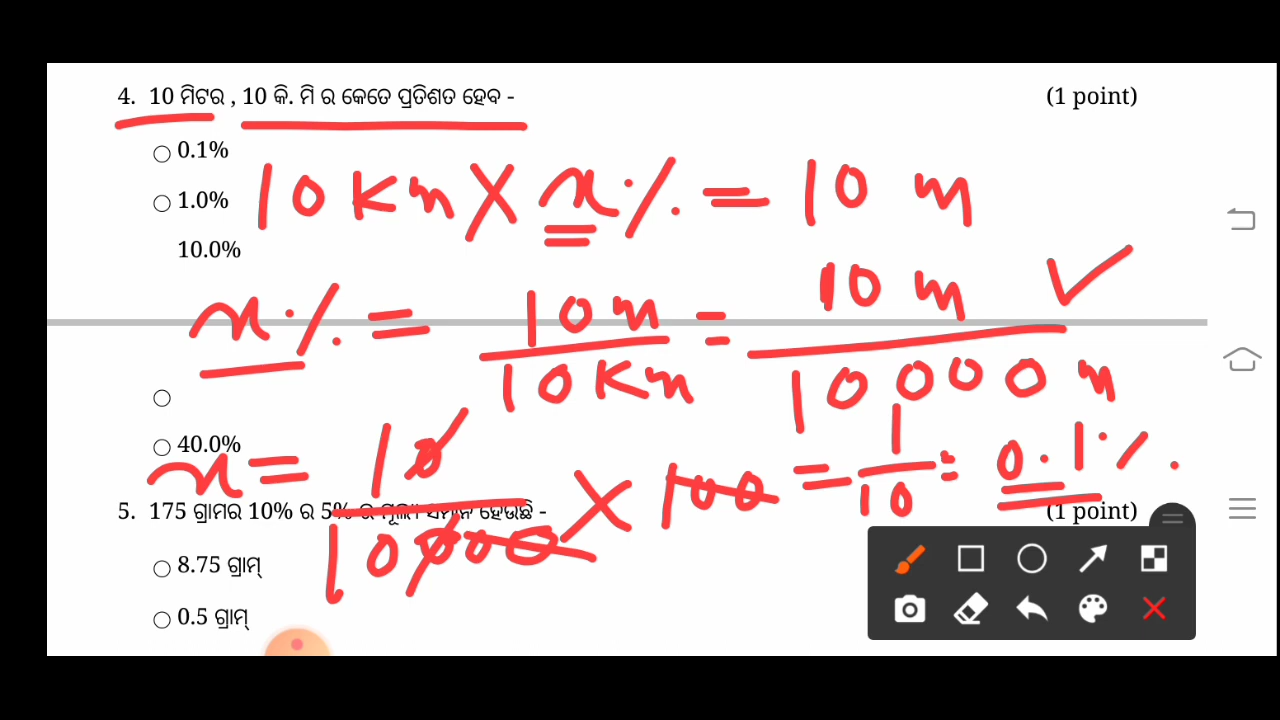 4. 10 ମିଟର , 10 କି. ମି ର କେତେ ପ୍ରତିଶତ ହେବ - (1 point)
0.1%
10 Km X x % = 10 m
1.0%
10.0%
x % = 10 m / 10 Km = 10 m / 10000 m ✓
40.0%
x = 10 / 10000 X 100 = 1 / 10 = 0.1 %.
5. 175 ଗ୍ରାମର 10% ର 5% ର ମୂଲ୍ୟ ସମାନ ହେଉଛି - (1 point)
8.75 ଗ୍ରାମ୍
0.5 ଗ୍ରାମ୍